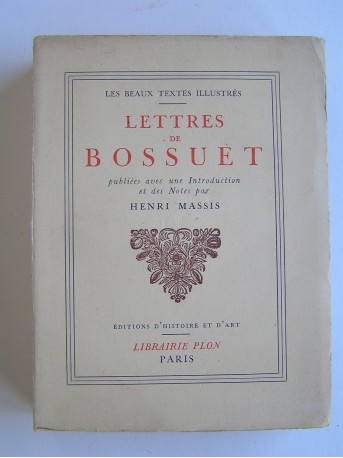 LES BEAUX TEXTES ILLUSTRÉS
LETTRES
DE
BOSSUET
publiées avec une Introduction
et des Notes par
HENRI MASSIS
ÉDITIONS D'HISTOIRE ET D'ART
LIBRAIRIE PLON
PARIS